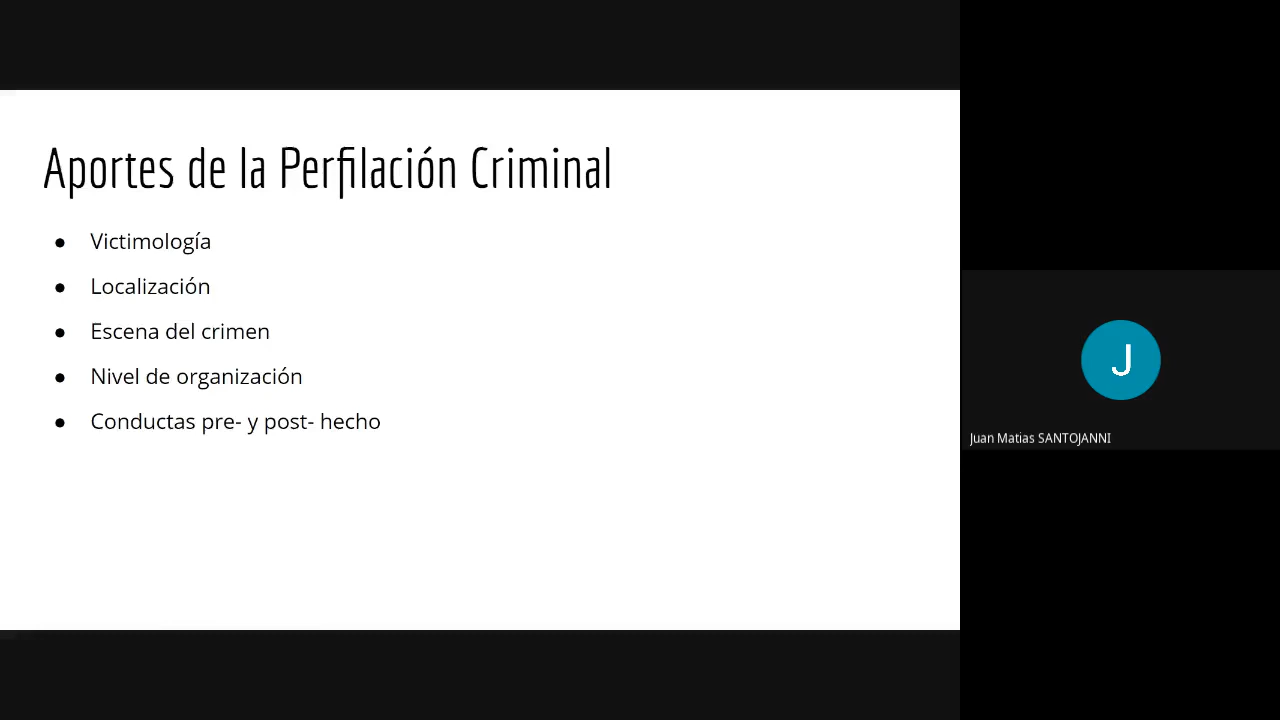 Aportes de la Perfilación Criminal
● Victimología
● Localización
● Escena del crimen
● Nivel de organización
● Conductas pre- y post- hecho
J
Juan Matias SANTOJANNI